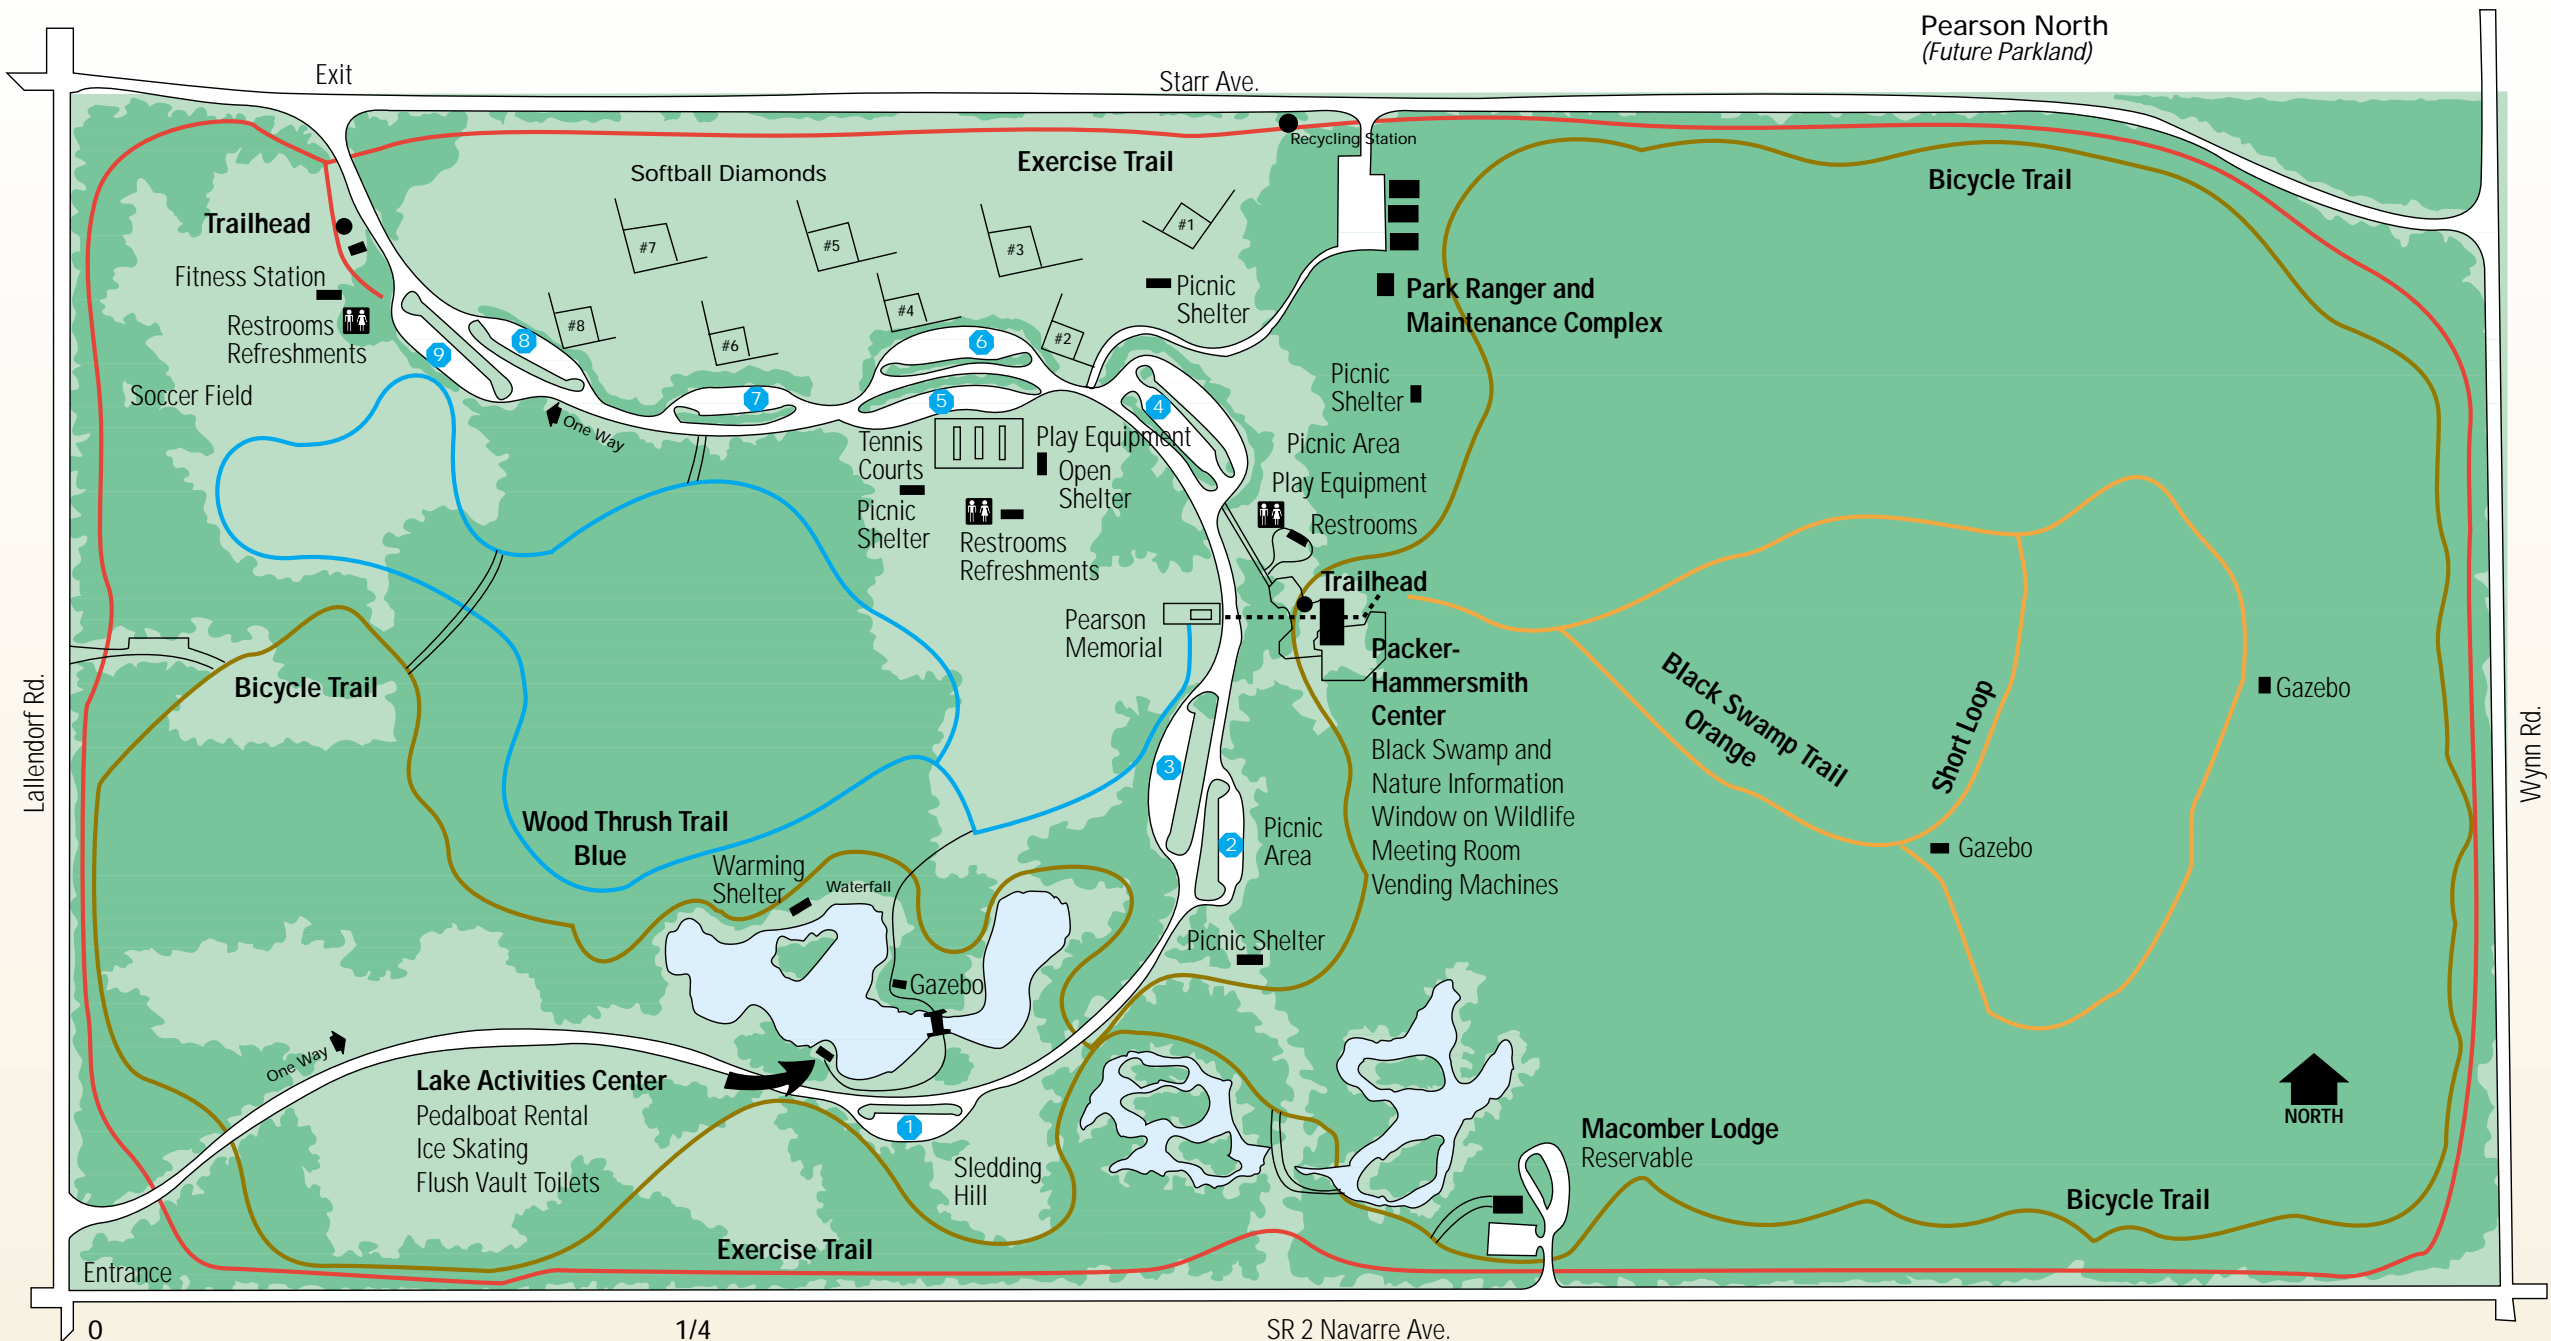 Pearson North
(Future Parkland)
Exit
Starr Ave.
Recycling Station
Exercise Trail
Softball Diamonds
Bicycle Trail
Trailhead
#7
#5
#3
#1
Fitness Station
Picnic
Shelter
Park Ranger and
Maintenance Complex
Restrooms
Refreshments
#8
#6
#4
#2
9
8
7
6
5
4
Soccer Field
One Way
Picnic
Shelter
Picnic Area
Play Equipment
Restrooms
Tennis
Courts
Play Equipment
Open
Shelter
Picnic
Shelter
Restrooms
Refreshments
Trailhead
Pearson
Memorial
Packer-
Hammersmith
Center
Black Swamp and
Nature Information
Window on Wildlife
Meeting Room
Vending Machines
Black Swamp Trail
Orange
Short Loop
Gazebo
Gazebo
Lallendorf Rd.
Wynn Rd.
Bicycle Trail
3
2
Picnic
Area
Wood Thrush Trail
Blue
Warming
Shelter
Waterfall
Picnic Shelter
Gazebo
One Way
Lake Activities Center
Pedalboat Rental
Ice Skating
Flush Vault Toilets
1
Sledding
Hill
Macomber Lodge
Reservable
NORTH
Bicycle Trail
Exercise Trail
Entrance
0
1/4
SR 2 Navarre Ave.